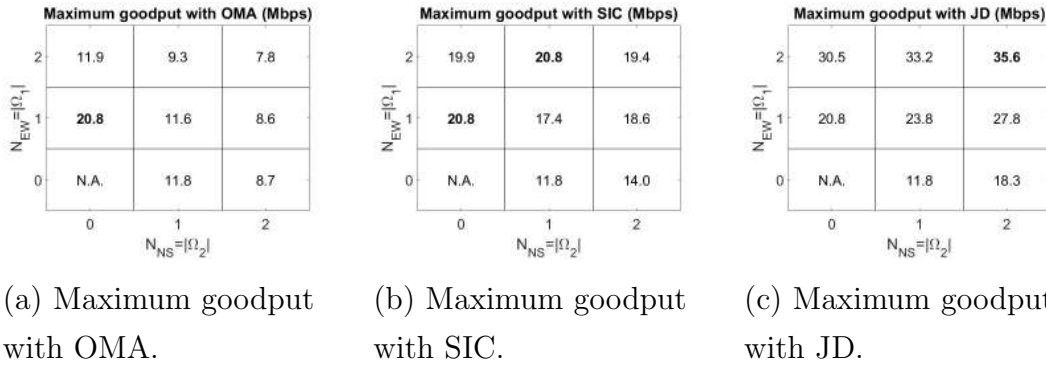 Maximum goodput with OMA (Mbps)
2 11.9 9.3 7.8
1 20.8 11.6 8.6
0 N.A. 11.8 8.7
0 1 2
N_EW=|Ω_1|
N_NS=|Ω_2|
(a) Maximum goodput
with OMA.
Maximum goodput with SIC (Mbps)
2 19.9 20.8 19.4
1 20.8 17.4 18.6
0 N.A. 11.8 14.0
0 1 2
N_EW=|Ω_1|
N_NS=|Ω_2|
(b) Maximum goodput
with SIC.
Maximum goodput with JD (Mbps)
2 30.5 33.2 35.6
1 20.8 23.8 27.8
0 N.A. 11.8 18.3
0 1 2
N_EW=|Ω_1|
N_NS=|Ω_2|
(c) Maximum goodput
with JD.